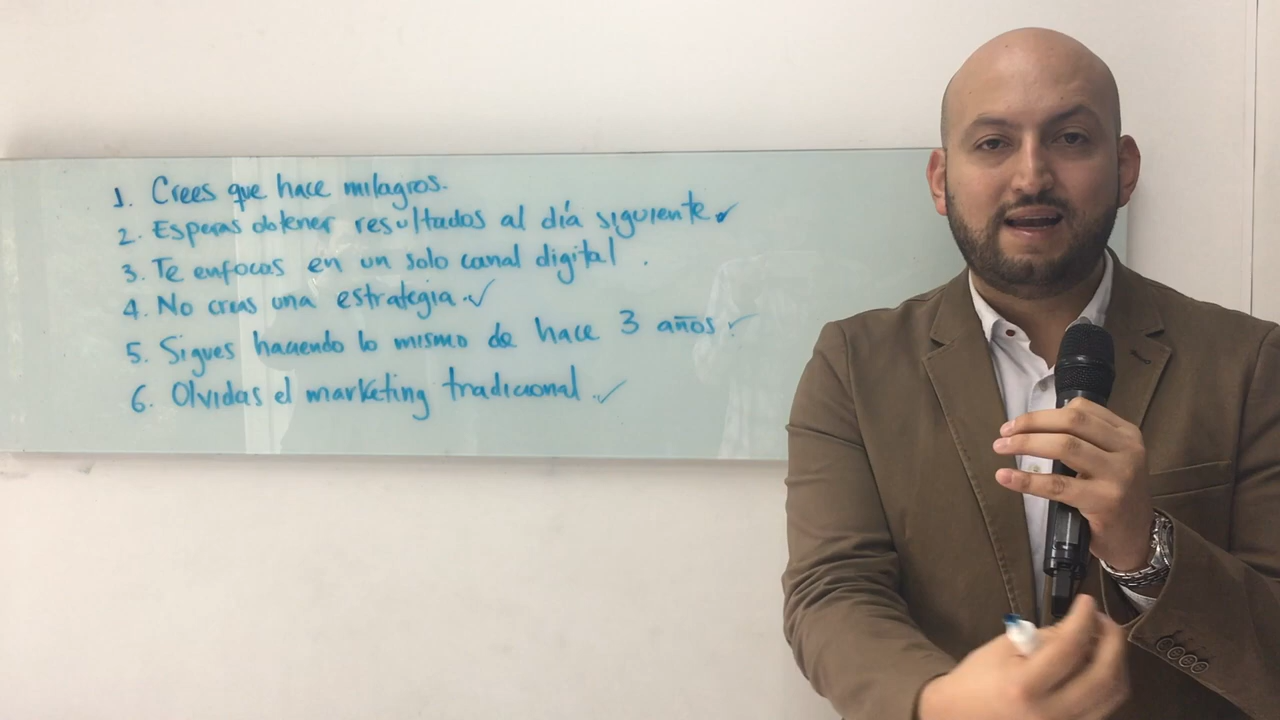 1. Crees que hace milagros.
2. Esperas obtener resultados al día siguiente ✓
3. Te enfocas en un solo canal digital.
4. No creas una estrategia. ✓
5. Sigues haciendo lo mismo de hace 3 años. ✓
6. Olvidas el marketing tradicional. ✓